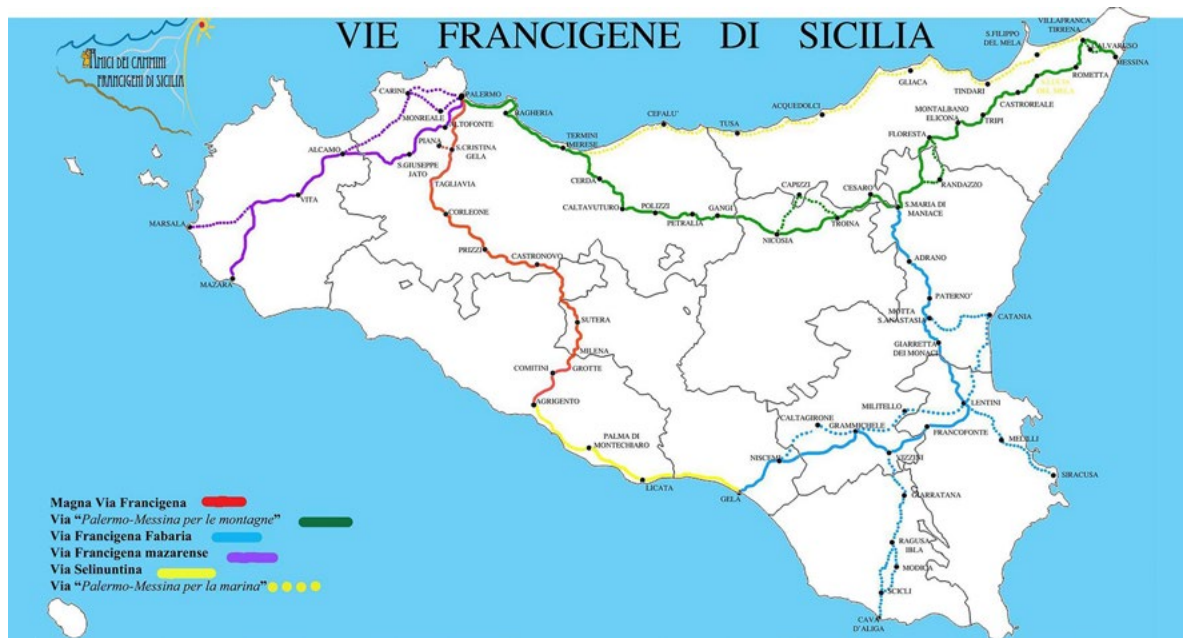 VIE FRANCIGENE DI SICILIA
AMICI DEI CAMMINI
FRANCIGENI DI SICILIA
VILLAFRANCA
TIRRENA
S.FILIPPO
DEL MELA
SALVARUSO
MESSINA
ROMETTA
GLIACA
TINDARI
CASTROREALE
DEL MELA
MONTALBANO
ELICONA
TRIPI
ACQUEDOLCI
FLORESTA
CARINI
PALERMO
MONREALE
ALTOFONTE
BAGHERIA
CEFALU'
TUSA
TERMINI
IMERESE
PIANA
S.CRISTINA
GELA
ALCAMO
S.GIUSEPPE
JATO
CERDA
TAGLIAVIA
CAPIZZI
CESARO'
RANDAZZO
VITA
CALTAVUTURO
POLIZZI
PETRALIA
GANGI
S.MARIA DI
MANIACE
CORLEONE
TROINA
MARSALA
NICOSIA
PRIZZI
CASTRONOVO
ADRANO
MAZARA
PATERNO'
MOTTA
S.ANASTASIA
CATANIA
SUTERA
GIARRETTA
DEI MONACI
MILENA
COMITINI
GROTTE
AGRIGENTO
MILITELLO
LENTINI
CALTAGIRONE
GRAMMICHELE
FRANCOFONTE
MELILLI
PALMA DI
MONTECHIARO
NISCEMI
VIZZINI
SIRACUSA
LICATA
GELA
GIARRATANA
RAGUSA
IBLA
MODICA
SCICLI
CAVA
D'ALIGA
Magna Via Francigena
Via "Palermo-Messina per le montagne"
Via Francigena Fabaria
Via Francigena mazarense
Via Selinuntina
Via "Palermo-Messina per la marina"